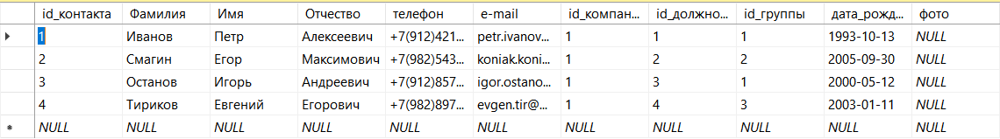 id_контакта Фамилия Имя Отчество телефон e-mail id_компан... id_должно... id_группы дата_рожд... фото
1 Иванов Петр Алексеевич +7(912)421... petr.ivanov... 1 1 1 1993-10-13 NULL
2 Смагин Егор Максимович +7(982)543... koniak.koni... 1 2 2 2005-09-30 NULL
3 Останов Игорь Андреевич +7(912)857... igor.ostano... 1 3 1 2000-05-12 NULL
4 Тириков Евгений Егорович +7(982)897... evgen.tir@... 1 4 3 2003-01-11 NULL
NULL NULL NULL NULL NULL NULL NULL NULL NULL NULL NULL